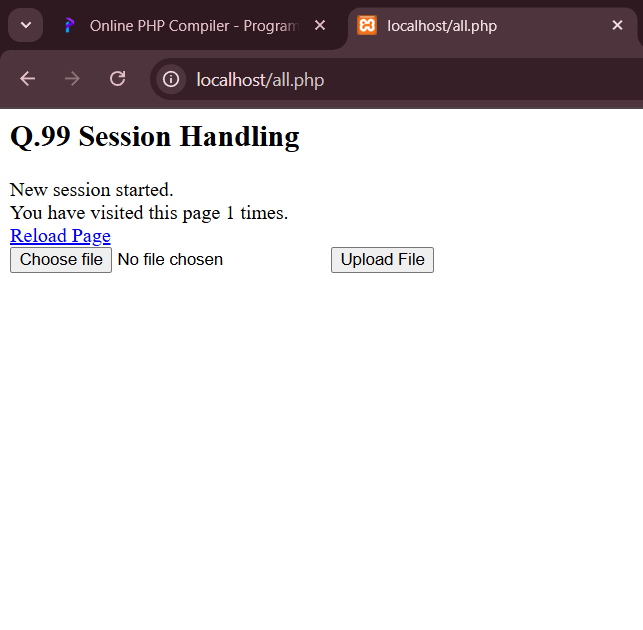 Online PHP Compiler - Program
localhost/all.php
localhost/all.php
Q.99 Session Handling
New session started.
You have visited this page 1 times.
Reload Page
Choose file No file chosen Upload File